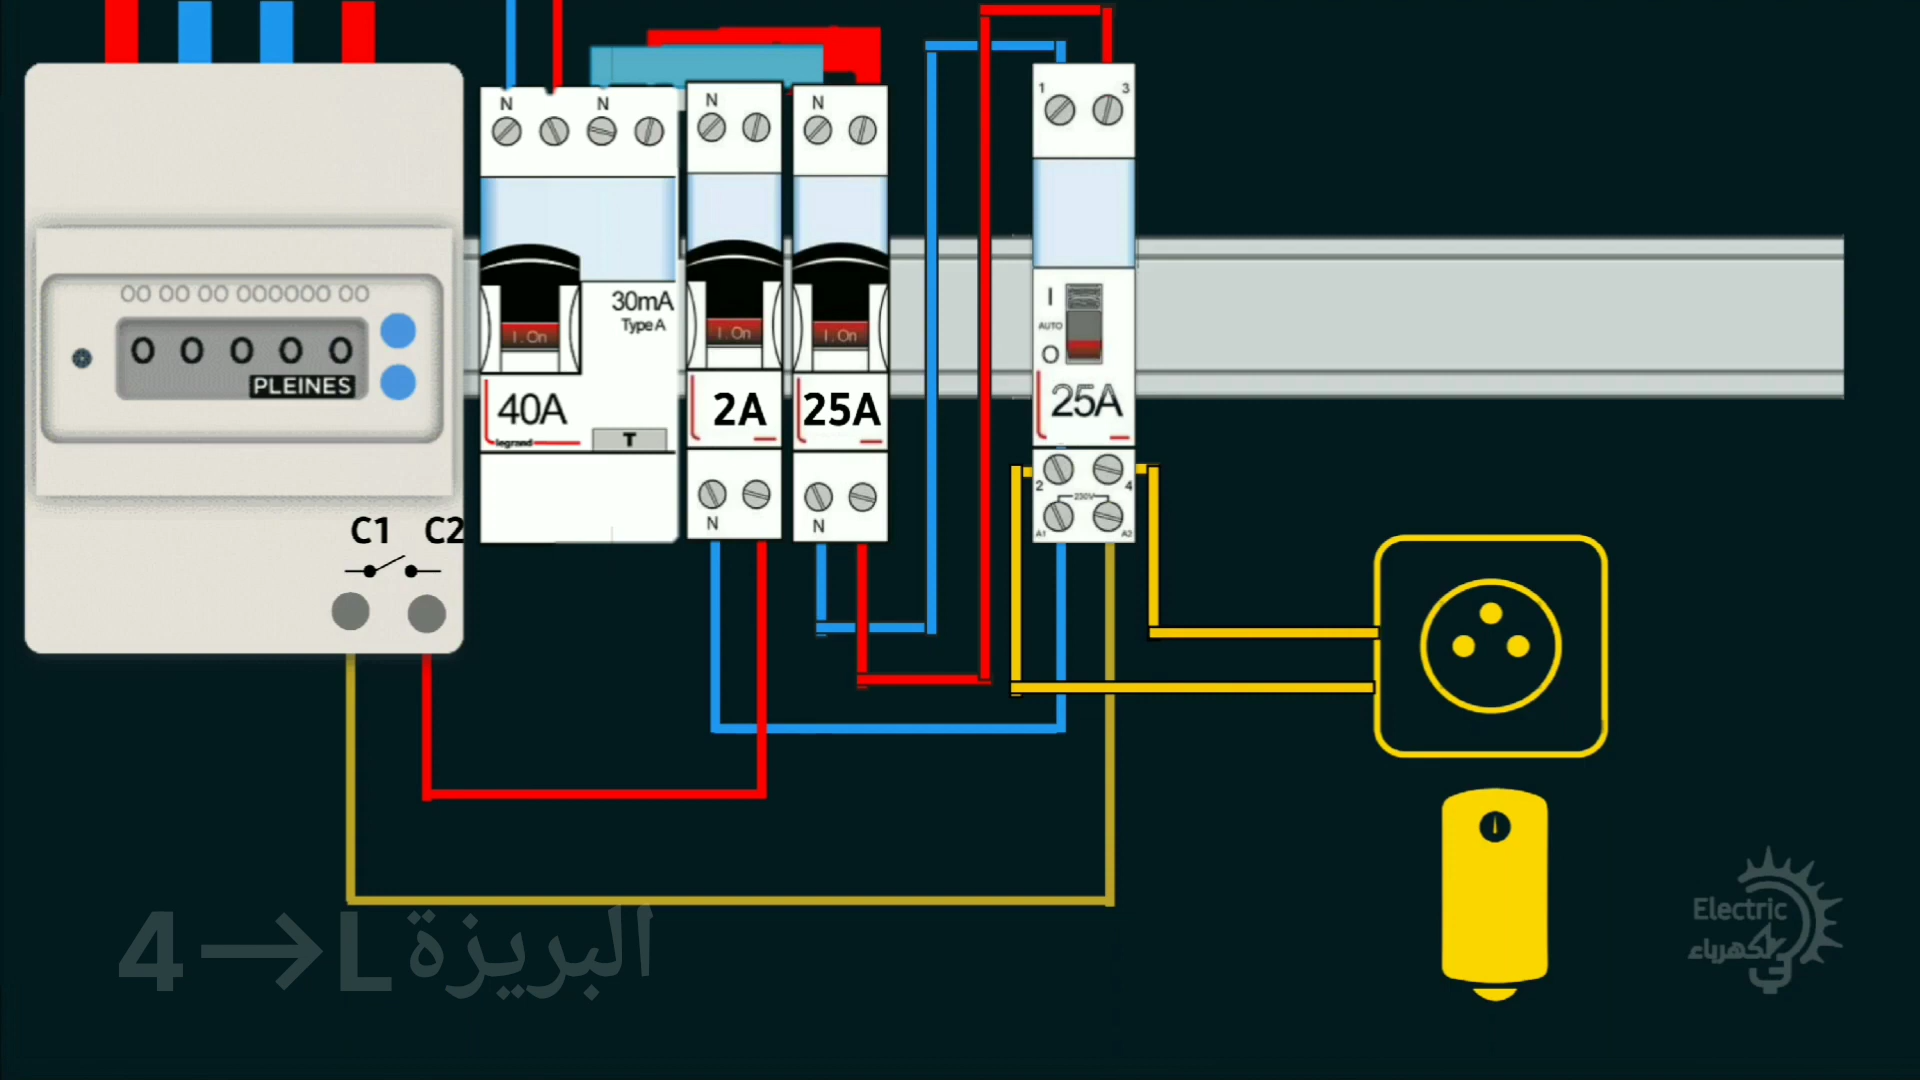 N N
N
N
1 3
00 00 00 000000 00
0 0 0 0 0
PLEINES
30mA
Type A
I.On
I.On
I.On
I
AUTO
O
40A
legrand
T
2A
25A
25A
N
N
2 4
230V
A1 A2
C1 C2
4 → L البريزة
Electric
الكهرباء